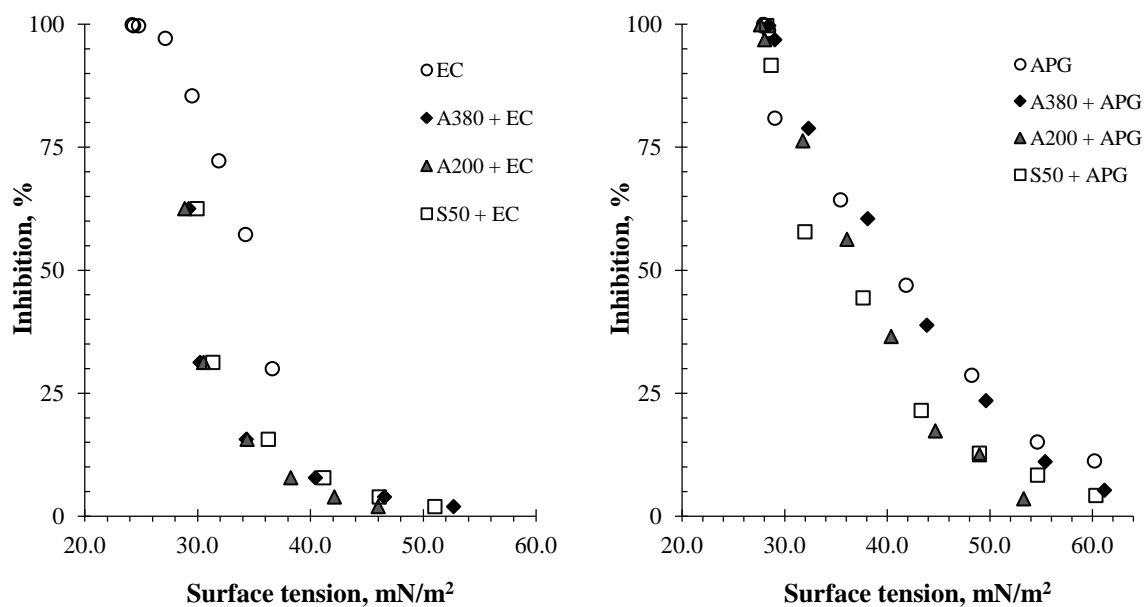 100
75
50
25
0
Inhibition, %
20.0 30.0 40.0 50.0 60.0
Surface tension, mN/m²
EC
A380 + EC
A200 + EC
S50 + EC
100
75
50
25
0
Inhibition, %
20.0 30.0 40.0 50.0 60.0
Surface tension, mN/m²
APG
A380 + APG
A200 + APG
S50 + APG